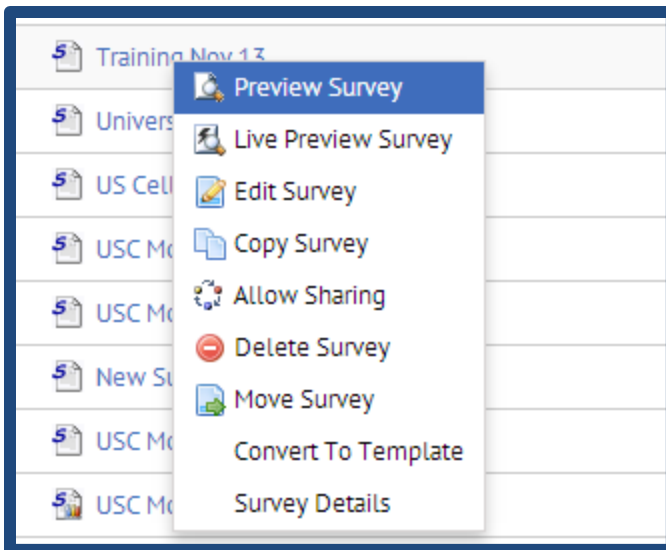 Training Nov 13
Preview Survey
Univers
Live Preview Survey
US Cell
Edit Survey
USC Mo
Copy Survey
USC Mo
Allow Sharing
New Su
Delete Survey
USC Mo
Move Survey
Convert To Template
USC Mo
Survey Details